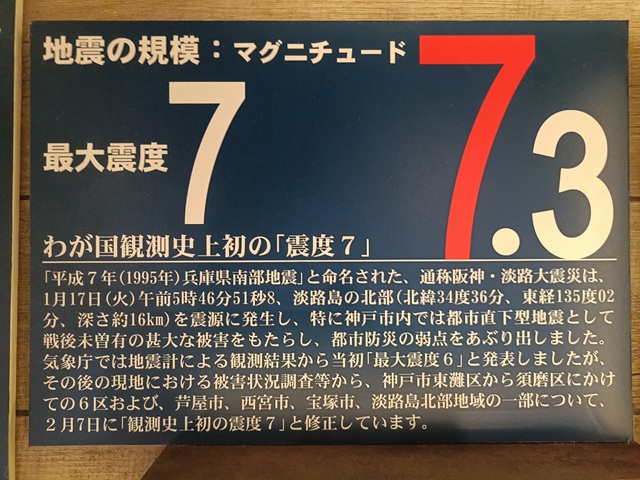 地震の規模：マグニチュード 7.3
最大震度 7
わが国観測史上初の「震度７」
「平成７年(1995年)兵庫県南部地震」と命名された、通称阪神・淡路大震災は、
1月17日(火)午前5時46分51秒8、淡路島の北部(北緯34度36分、東経135度02
分、深さ約16km)を震源に発生し、特に神戸市内では都市直下型地震として
戦後未曽有の甚大な被害をもたらし、都市防災の弱点をあぶり出しました。
気象庁では地震計による観測結果から当初「最大震度６」と発表しましたが、
その後の現地における被害状況調査等から、神戸市東灘区から須磨区にかけ
ての６区および、芦屋市、西宮市、宝塚市、淡路島北部地域の一部について、
２月7日に「観測史上初の震度７」と修正しています。